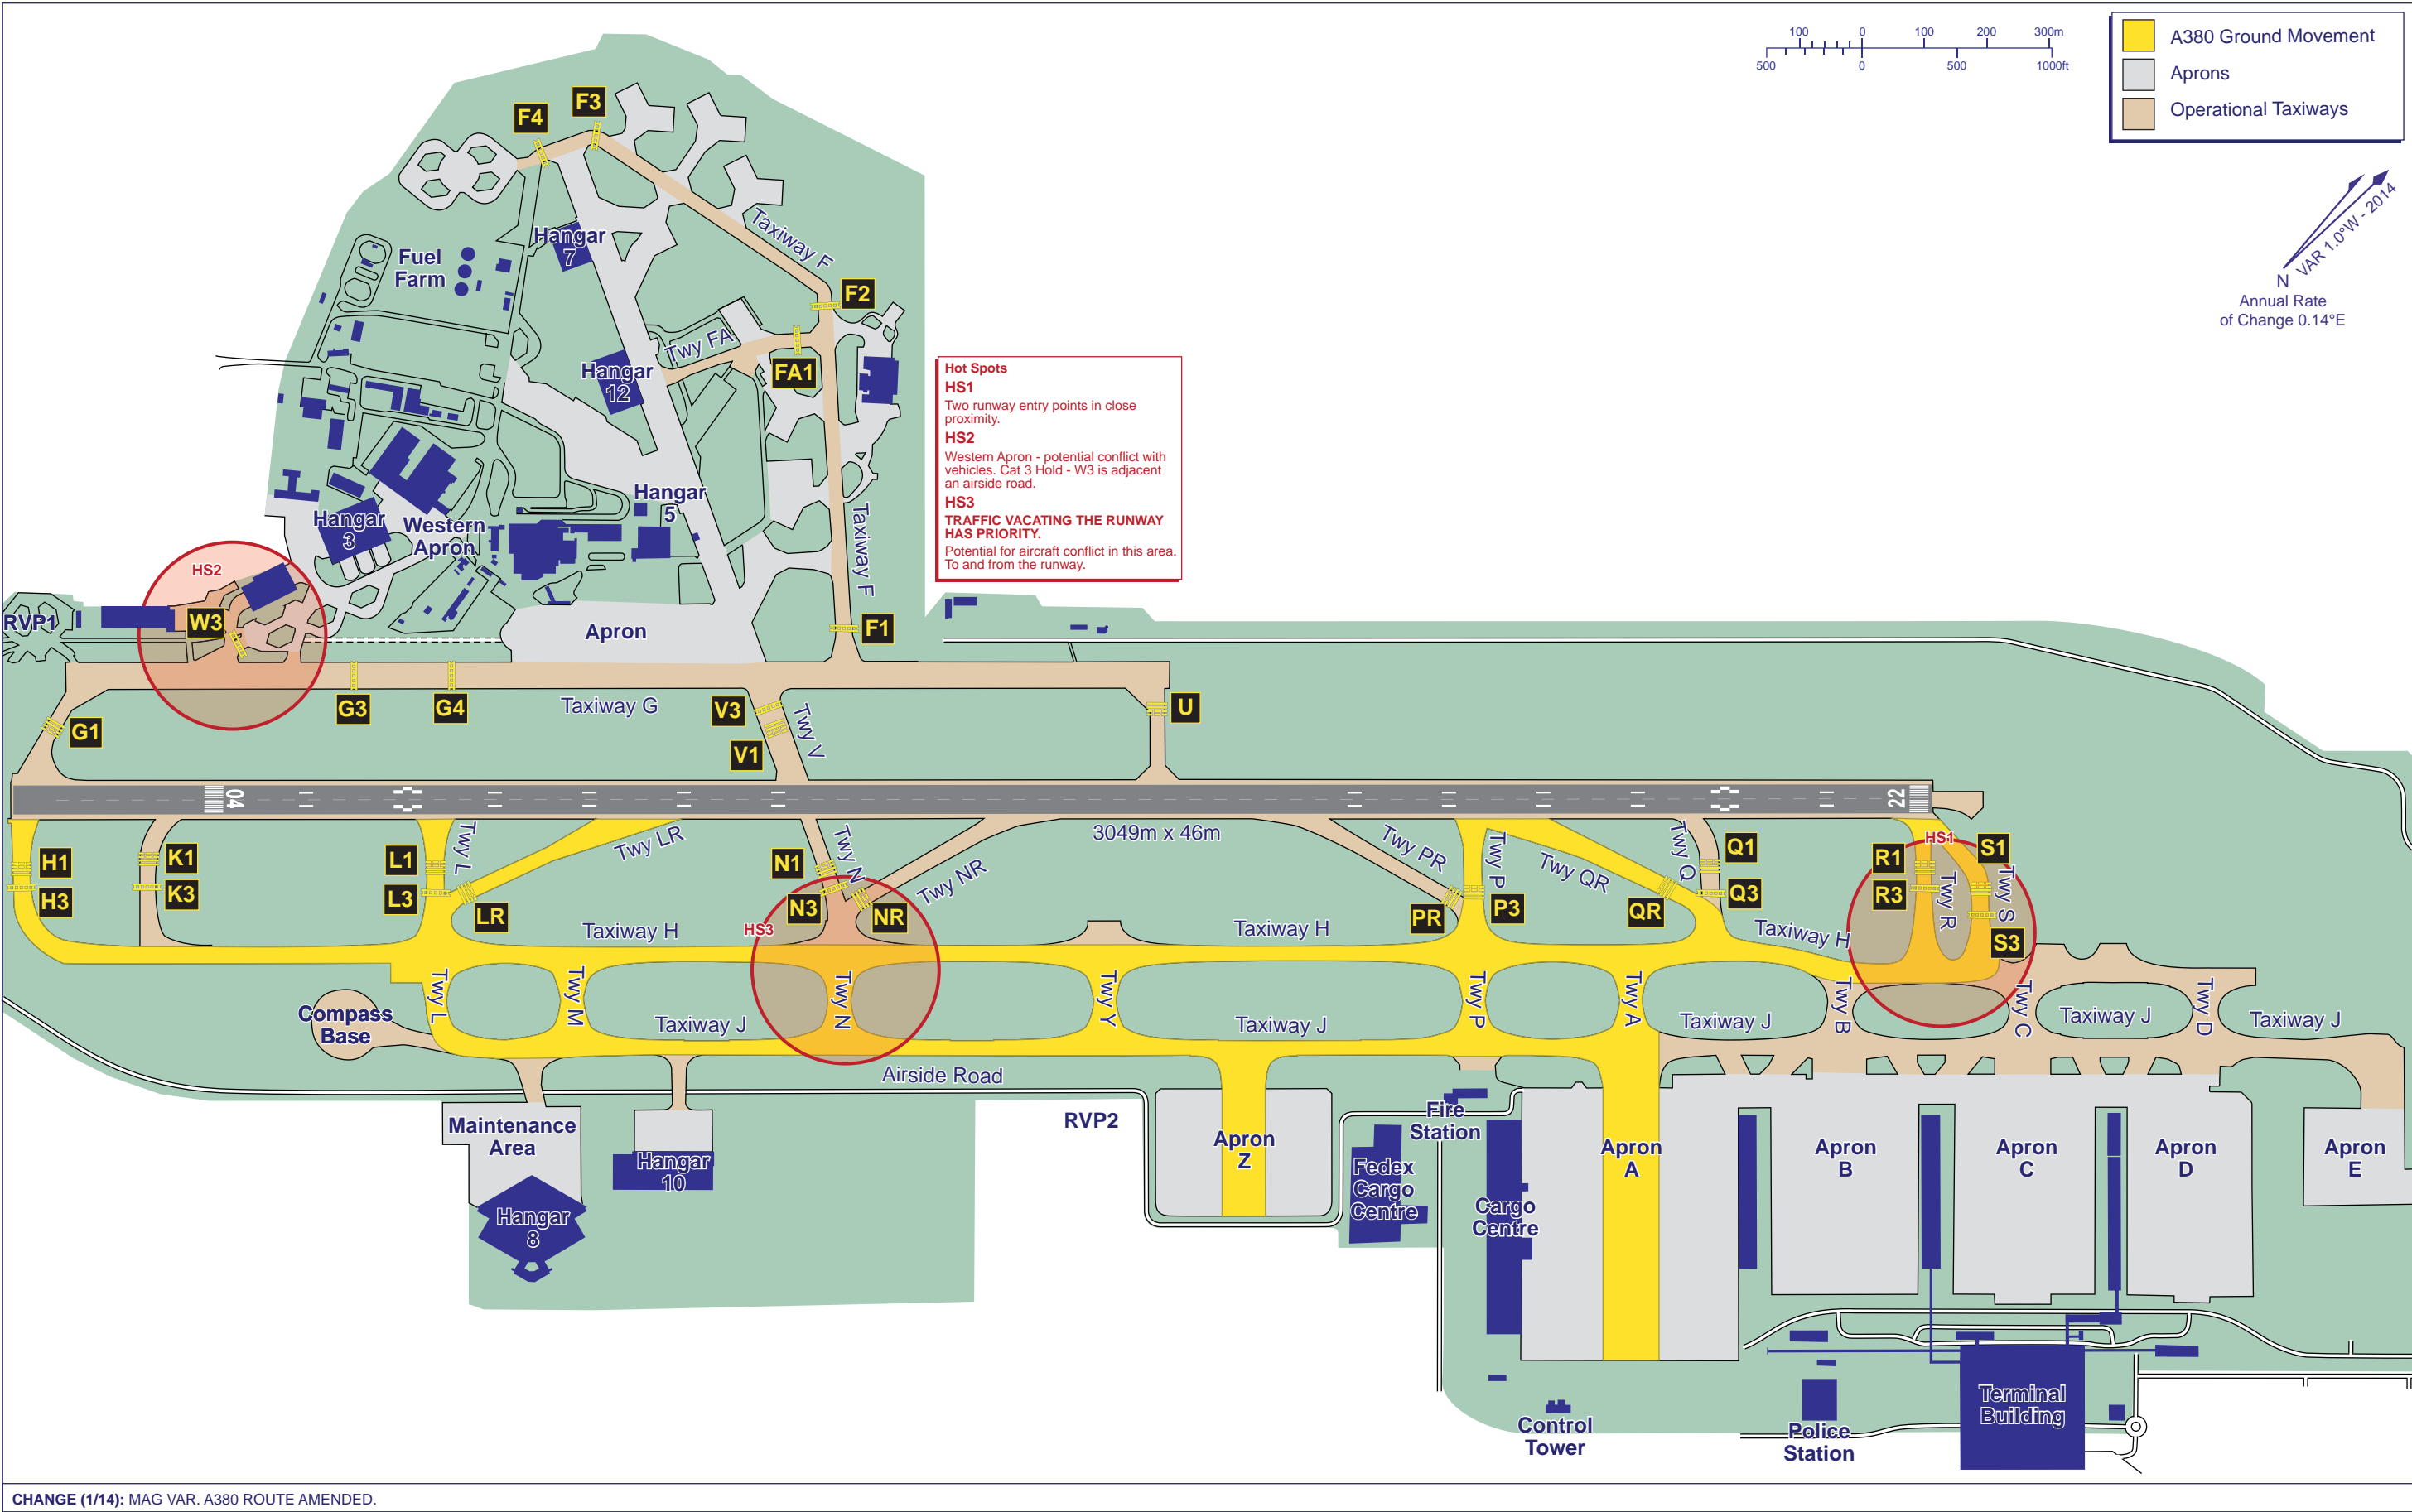 100
0
100
200
300m
500
0
500
1000ft
A380 Ground Movement
Aprons
Operational Taxiways
VAR 1.0°W - 2014
N
Annual Rate
of Change 0.14°E
F4
F3
Taxiway F
Hangar
7
Fuel
Farm
F2
Twy FA
FA1
Hangar
12
Hot Spots
HS1
Two runway entry points in close
proximity.
HS2
Western Apron - potential conflict with
vehicles. Cat 3 Hold - W3 is adjacent
an airside road.
HS3
TRAFFIC VACATING THE RUNWAY
HAS PRIORITY.
Potential for aircraft conflict in this area.
To and from the runway.
Hangar
5
Hangar
3
Western
Apron
Taxiway F
HS2
RVP1
W3
Apron
F1
G1
G3
G4
Taxiway G
V3
Twy V
V1
U
04
22
3049m x 46m
H1
H3
K1
K3
L1
Twy L
L3
LR
Twy LR
N1
Twy N
N3
NR
Twy NR
HS3
Taxiway H
Twy PR
PR
Twy P
P3
Twy QR
QR
Twy Q
Q1
Q3
Taxiway H
Taxiway H
HS1
R1
R3
Twy R
S1
Twy S
S3
Compass
Base
Twy L
Twy M
Taxiway J
Twy N
Twy Y
Taxiway J
Twy P
Twy A
Taxiway J
Twy B
Twy C
Taxiway J
Twy D
Taxiway J
Airside Road
Maintenance
Area
Hangar
10
Hangar
8
RVP2
Apron
Z
Fire
Station
Fedex
Cargo
Centre
Cargo
Centre
Apron
A
Apron
B
Apron
C
Apron
D
Apron
E
Control
Tower
Police
Station
Terminal
Building
CHANGE (1/14): MAG VAR. A380 ROUTE AMENDED.